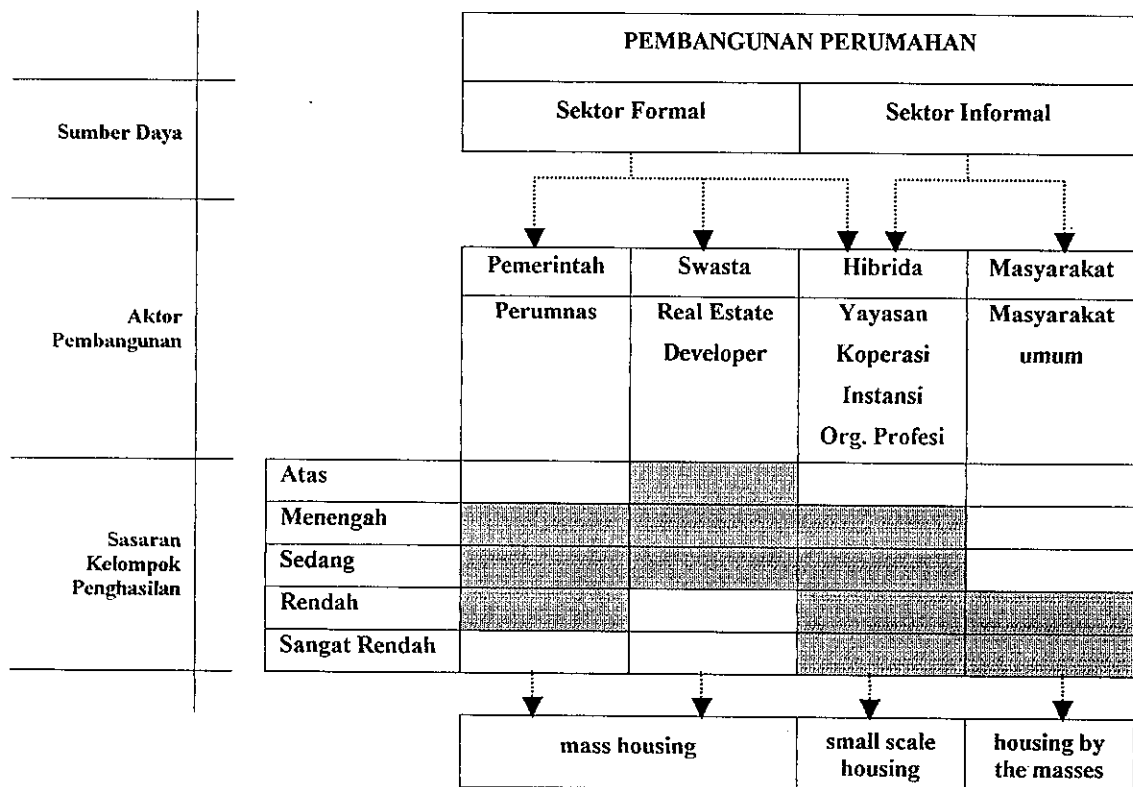 PEMBANGUNAN PERUMAHAN
Sumber Daya
Sektor Formal
Sektor Informal
Aktor
Pembangunan
Pemerintah
Swasta
Hibrida
Masyarakat
Perumnas
Real Estate
Developer
Yayasan
Koperasi
Instansi
Org. Profesi
Masyarakat
umum
Sasaran
Kelompok
Penghasilan
Atas
Menengah
Sedang
Rendah
Sangat Rendah
mass housing
small scale
housing
housing by
the masses